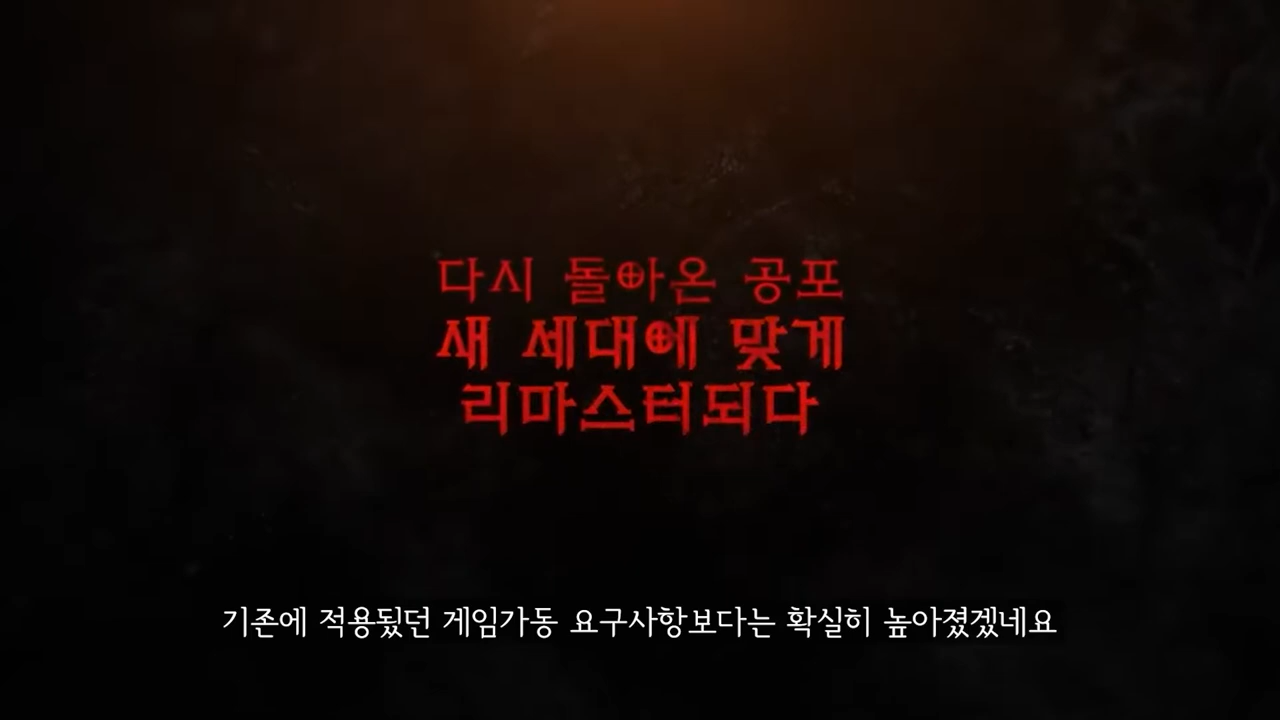 다시 돌아온 공포
새 세대에 맞게
리마스터되다
기존에 적용됬던 게임가동 요구사항보다는 확실히 높아졌겠네요